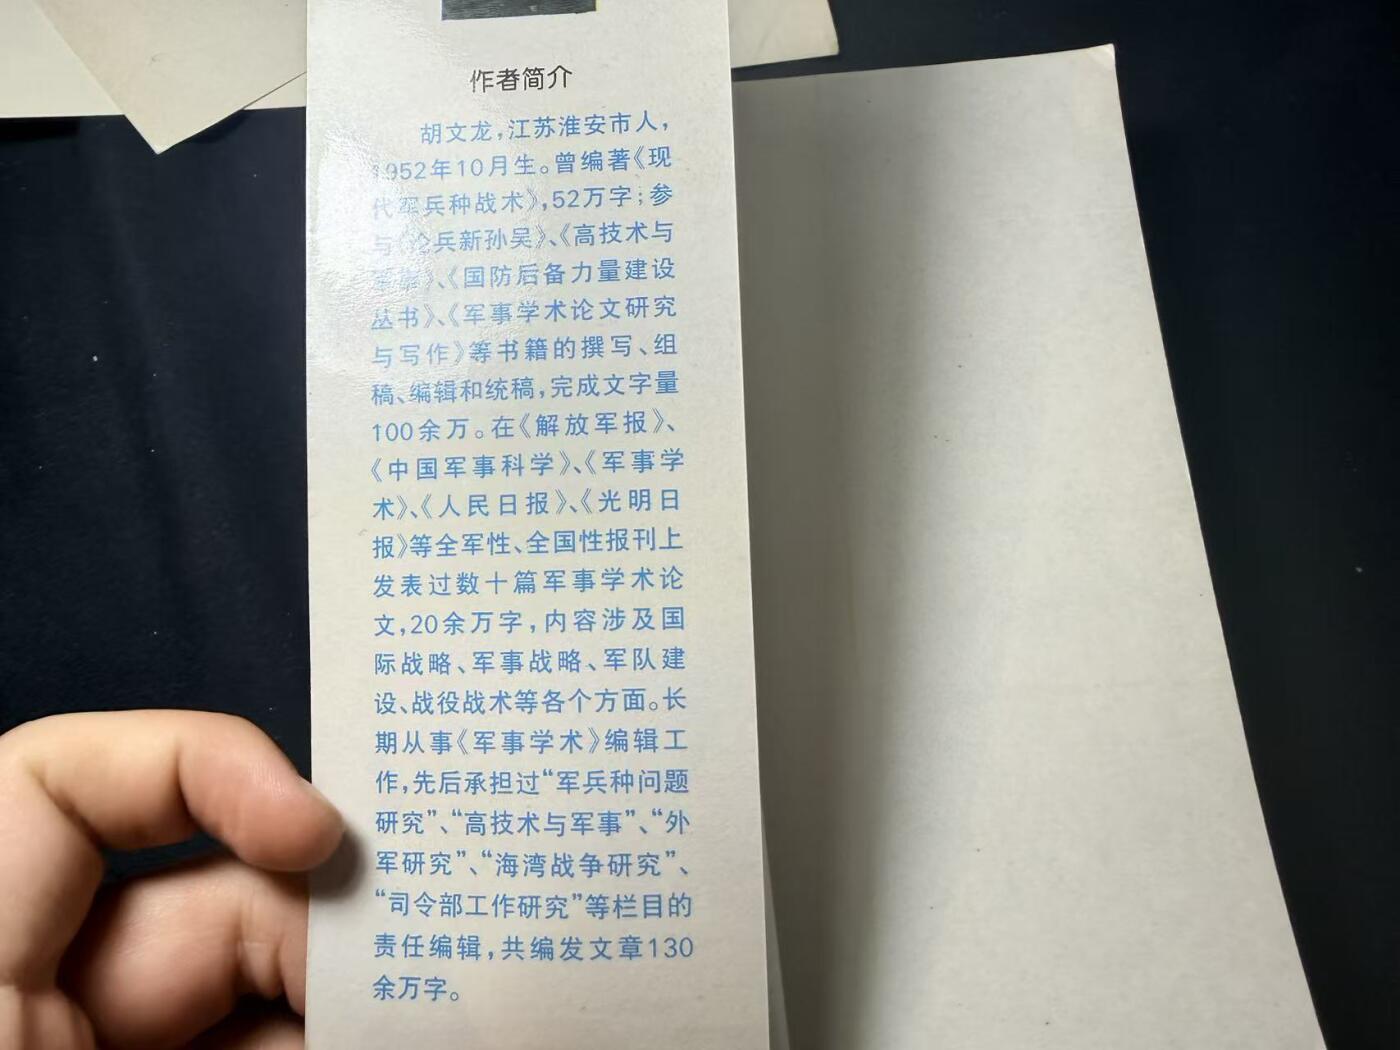 作者简介
胡文龙，江苏淮安市人，
1952年10月生。曾编著《现
代军兵种战术》，52万字；参
与《论兵新孙吴》、《高技术与
》、《国防后备力量建设
丛书》、《军事学术论文研究
与写作》等书籍的撰写、组
稿、编辑和统稿，完成文字量
100余万。在《解放军报》、
《中国军事科学》、《军事学
术》、《人民日报》、《光明日
报》等全军性、全国性报刊上
发表过数十篇军事学术论
文，20余万字，内容涉及国
际战略、军事战略、军队建
设、战役战术等各个方面。长
期从事《军事学术》编辑工
作，先后承担过“军兵种问题
研究”、“高技术与军事”、“外
军研究”、“海湾战争研究”、
“司令部工作研究”等栏目的
责任编辑，共编发文章130
余万字。